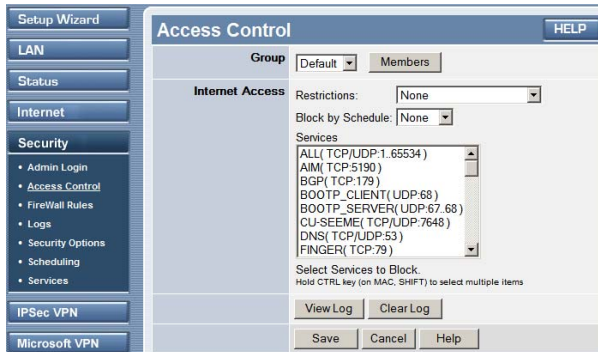 Setup Wizard
LAN
Status
Internet
Security
• Admin Login
• Access Control
• FireWall Rules
• Logs
• Security Options
• Scheduling
• Services
IPSec VPN
Microsoft VPN
Access Control
HELP
Group
Default
Members
Internet Access
Restrictions:
None
Block by Schedule: None
Services
ALL( TCP/UDP:1..65534 )
AIM( TCP:5190 )
BGP( TCP:179 )
BOOTP_CLIENT( UDP:68 )
BOOTP_SERVER( UDP:67..68 )
CU-SEEME( TCP/UDP:7648 )
DNS( TCP/UDP:53 )
FINGER( TCP:79 )
Select Services to Block.
Hold CTRL key (on MAC, SHIFT) to select multiple items
View Log
Clear Log
Save
Cancel
Help